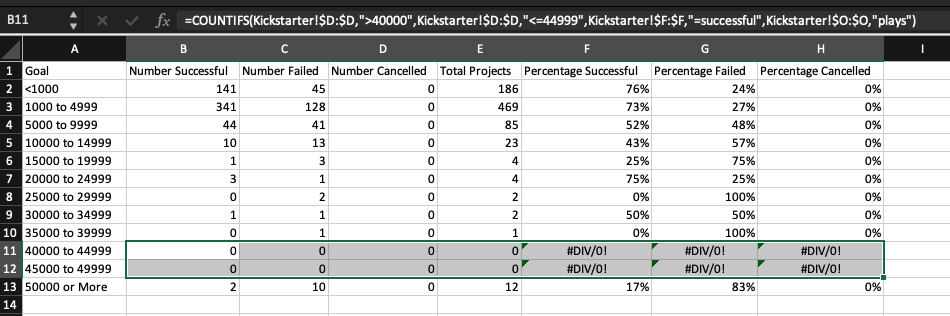 B11 fx =COUNTIFS(Kickstarter!$D:$D,">40000",Kickstarter!$D:$D,"<=44999",Kickstarter!$F:$F,"=successful",Kickstarter!$O:$O,"plays")
A B C D E F G H I
1 Goal Number Successful Number Failed Number Cancelled Total Projects Percentage Successful Percentage Failed Percentage Cancelled
2 <1000 141 45 0 186 76% 24% 0%
3 1000 to 4999 341 128 0 469 73% 27% 0%
4 5000 to 9999 44 41 0 85 52% 48% 0%
5 10000 to 14999 10 13 0 23 43% 57% 0%
6 15000 to 19999 1 3 0 4 25% 75% 0%
7 20000 to 24999 3 1 0 4 75% 25% 0%
8 25000 to 29999 0 2 0 2 0% 100% 0%
9 30000 to 34999 1 1 0 2 50% 50% 0%
10 35000 to 39999 0 1 0 1 0% 100% 0%
11 40000 to 44999 0 0 0 0 #DIV/0! #DIV/0! #DIV/0!
12 45000 to 49999 0 0 0 0 #DIV/0! #DIV/0! #DIV/0!
13 50000 or More 2 10 0 12 17% 83% 0%
14